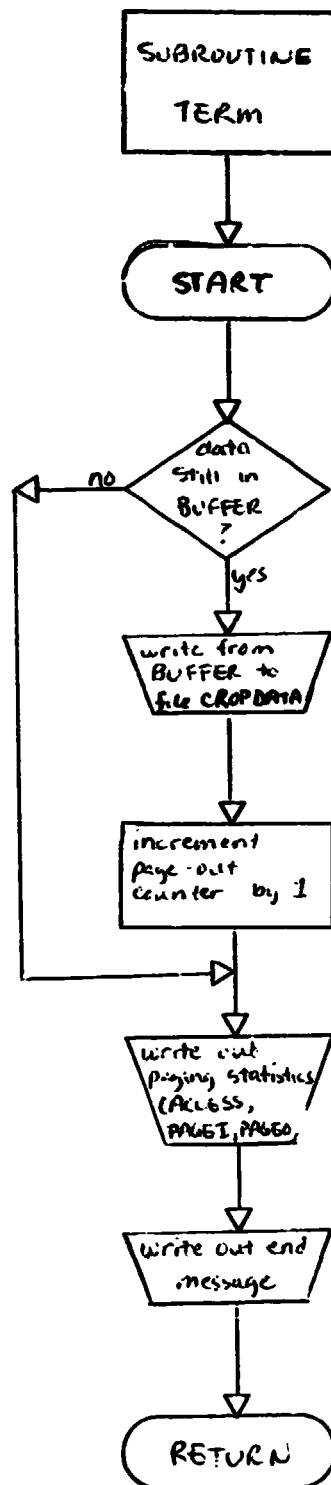 SUBROUTINE
TERM
START
data
still in
BUFFER
?
no
yes
write from
BUFFER to
file CROPDATA
increment
page-out
counter by 1
write out
paging statistics
(ACCESS,
PAGEI, PAGEO,
write out end
message
RETURN